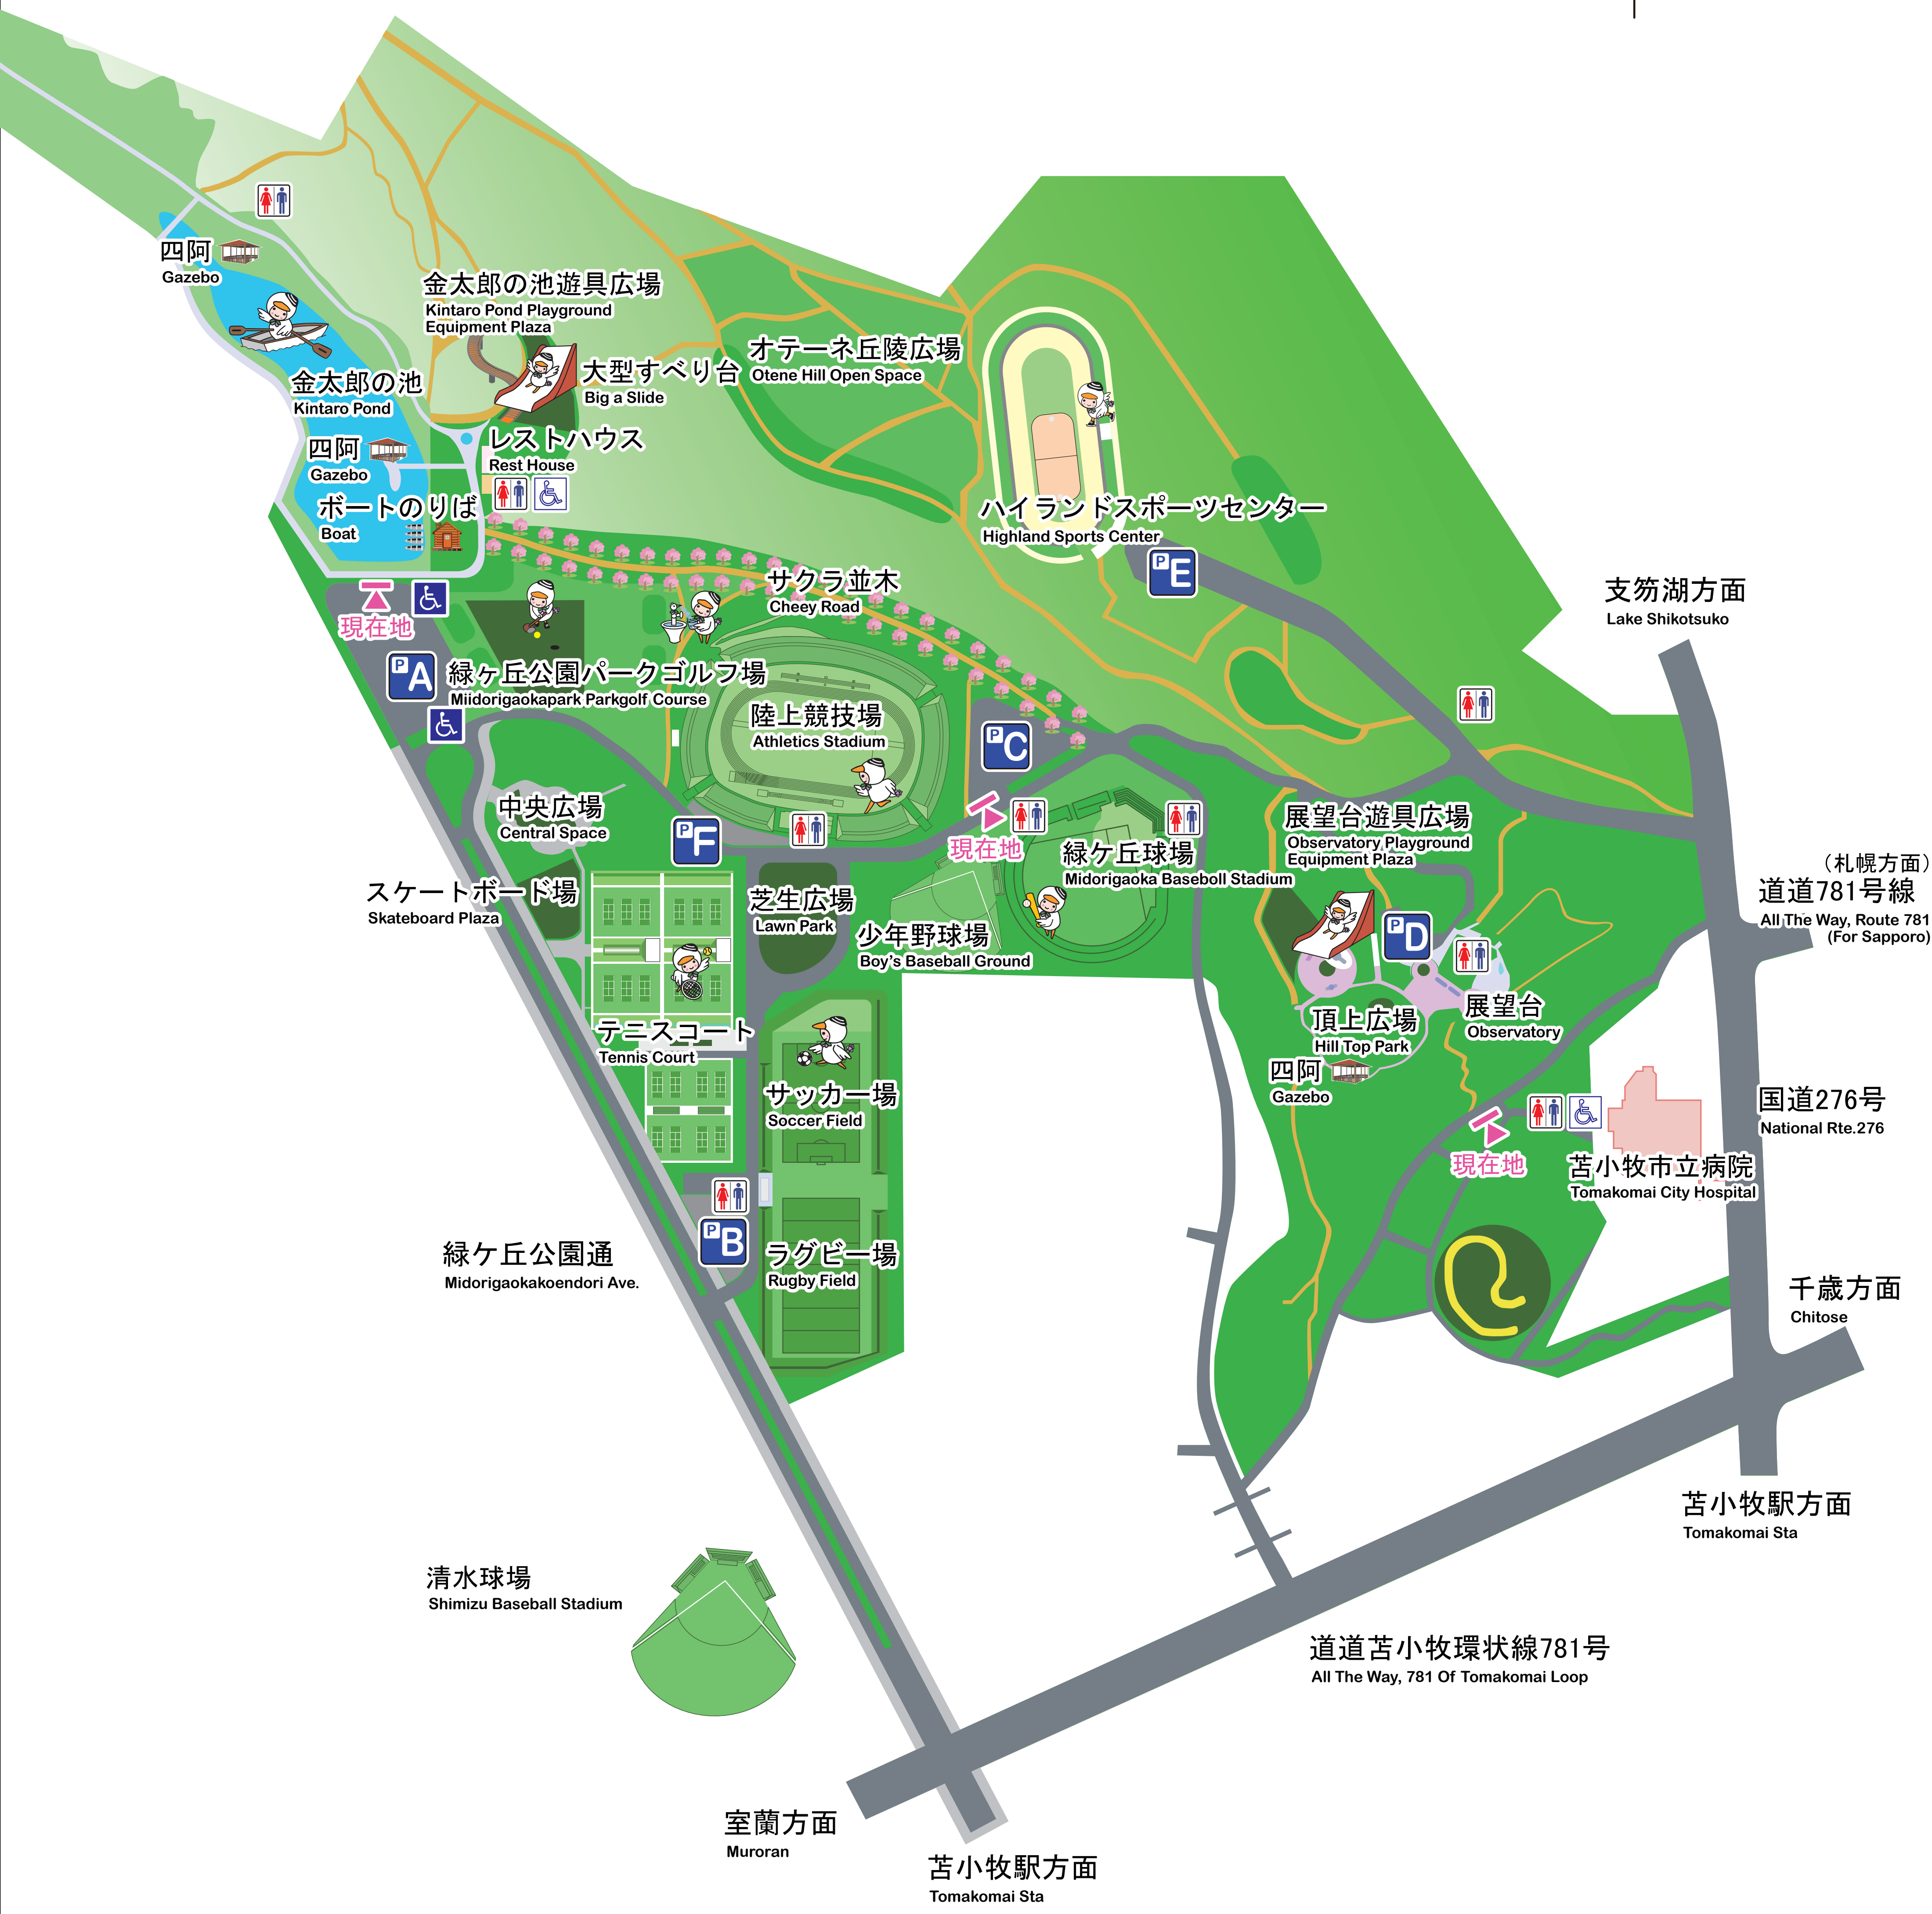 四阿
Gazebo
金太郎の池遊具広場
Kintaro Pond Playground
Equipment Plaza
大型すべり台
Big a Slide
オテーネ丘陵広場
Otene Hill Open Space
金太郎の池
Kintaro Pond
四阿
Gazebo
レストハウス
Rest House
ボートのりば
Boat
ハイランドスポーツセンター
Highland Sports Center
P E
サクラ並木
Cheey Road
支笏湖方面
Lake Shikotsuko
現在地
P A
緑ヶ丘公園パークゴルフ場
Miidorigaokapark Parkgolf Course
陸上競技場
Athletics Stadium
P C
中央広場
Central Space
P F
現在地
緑ケ丘球場
Midorigaoka Baseboll Stadium
展望台遊具広場
Observatory Playground
Equipment Plaza
(札幌方面)
道道781号線
All The Way, Route 781
(For Sapporo)
スケートボード場
Skateboard Plaza
芝生広場
Lawn Park
少年野球場
Boy's Baseball Ground
P D
テニスコート
Tennis Court
頂上広場
Hill Top Park
展望台
Observatory
四阿
Gazebo
サッカー場
Soccer Field
国道276号
National Rte.276
現在地
苫小牧市立病院
Tomakomai City Hospital
P B
緑ケ丘公園通
Midorigaokakoendori Ave.
ラグビー場
Rugby Field
千歳方面
Chitose
苫小牧駅方面
Tomakomai Sta
清水球場
Shimizu Baseball Stadium
道道苫小牧環状線781号
All The Way, 781 Of Tomakomai Loop
室蘭方面
Muroran
苫小牧駅方面
Tomakomai Sta